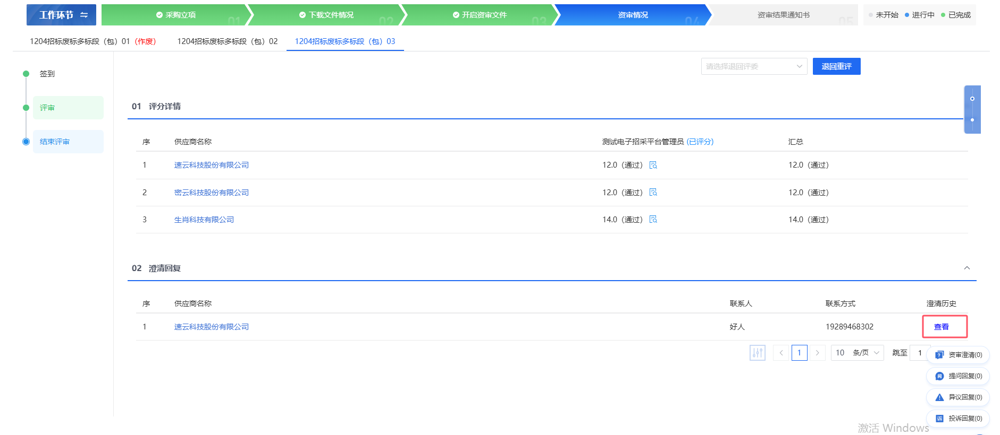 工作环节 采购立项 01 下载文件情况 02 开启资审文件 03 资审情况 04 资审结果通知书 05 未开始 进行中 已完成
1204招标废标多标段（包）01（作废） 1204招标废标多标段（包）02 1204招标废标多标段（包）03
签到
请选择退回评委 退回重评
评审
结束评审
01 评分详情
序 供应商名称 测试电子招采平台管理员 (已评分) 汇总
1 速云科技股份有限公司 12.0（通过） 12.0（通过）
2 密云科技股份有限公司 12.0（通过） 12.0（通过）
3 生肖科技有限公司 14.0（通过） 14.0（通过）
02 澄清回复
序 供应商名称 联系人 联系方式 澄清历史
1 速云科技股份有限公司 好人 19289468302 查看
1 10 条/页 跳至 1
资审澄清(0)
问 提问回复(0)
异议回复(0)
诉 投诉回复(0)
激活 Windows